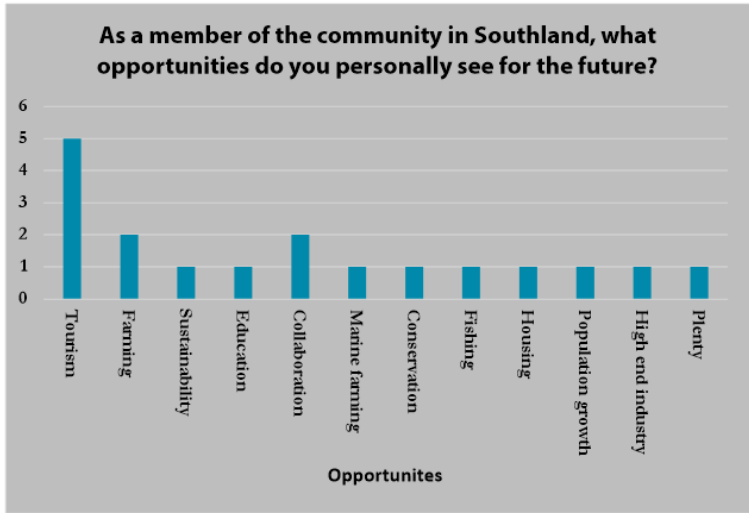 As a member of the community in Southland, what
opportunities do you personally see for the future?
6
5
4
3
2
1
0
Tourism
Farming
Sustainability
Education
Collaboration
Marine farming
Conservation
Fishing
Housing
Population growth
High end industry
Plenty
Opportunites